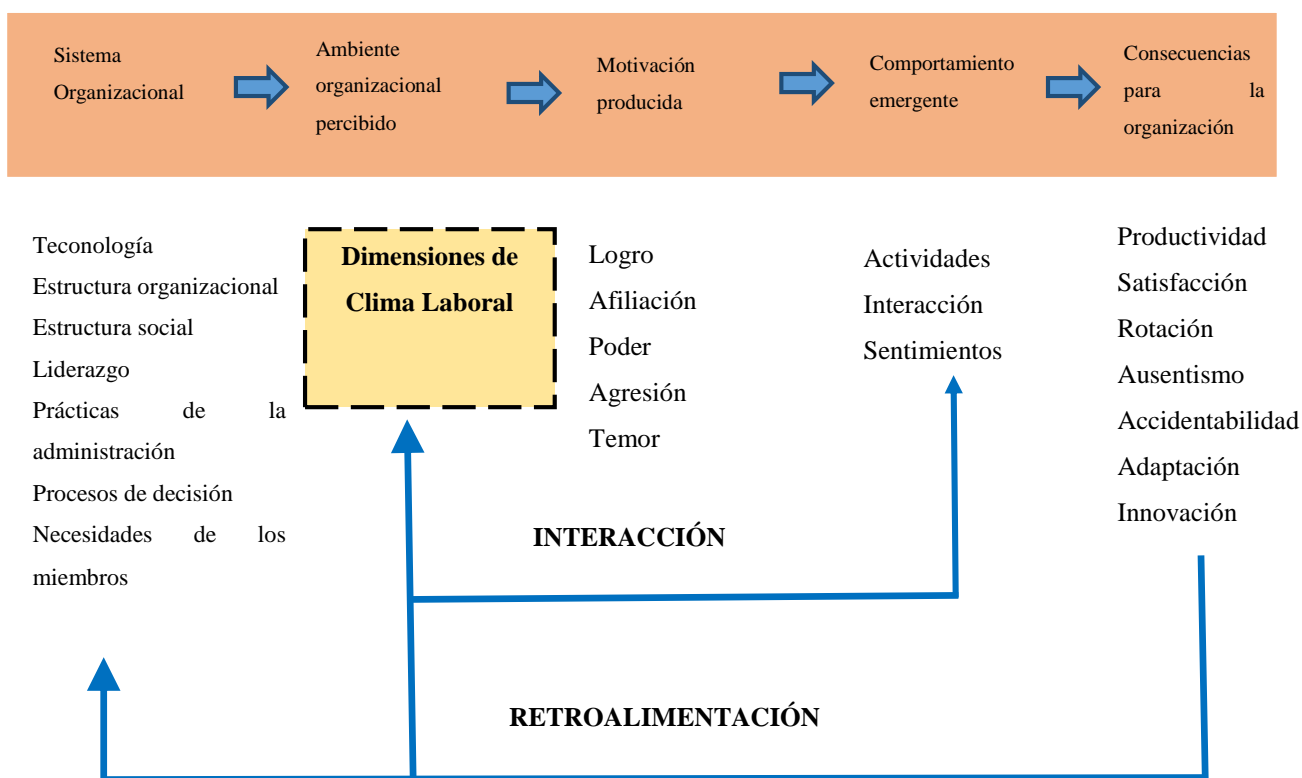 Sistema
Organizacional
Ambiente
organizacional
percibido
Motivación
producida
Comportamiento
emergente
Consecuencias
para la
organización
Teconología
Estructura organizacional
Estructura social
Liderazgo
Prácticas de la
administración
Procesos de decisión
Necesidades de los
miembros
Dimensiones de
Clima Laboral
Logro
Afiliación
Poder
Agresión
Temor
Actividades
Interacción
Sentimientos
Productividad
Satisfacción
Rotación
Ausentismo
Accidentabilidad
Adaptación
Innovación
INTERACCIÓN
RETROALIMENTACIÓN